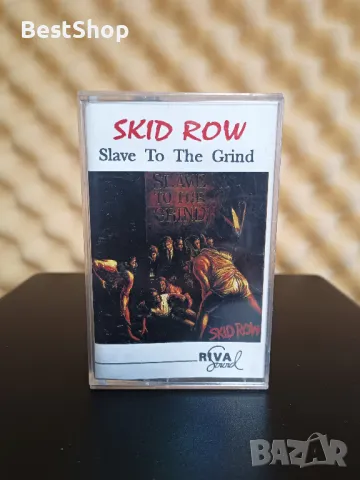 BestShop
SKID ROW
Slave To The Grind
SLAVE
TO THE
GRIND
SKID ROW
RIVA
Sound
BAZAR